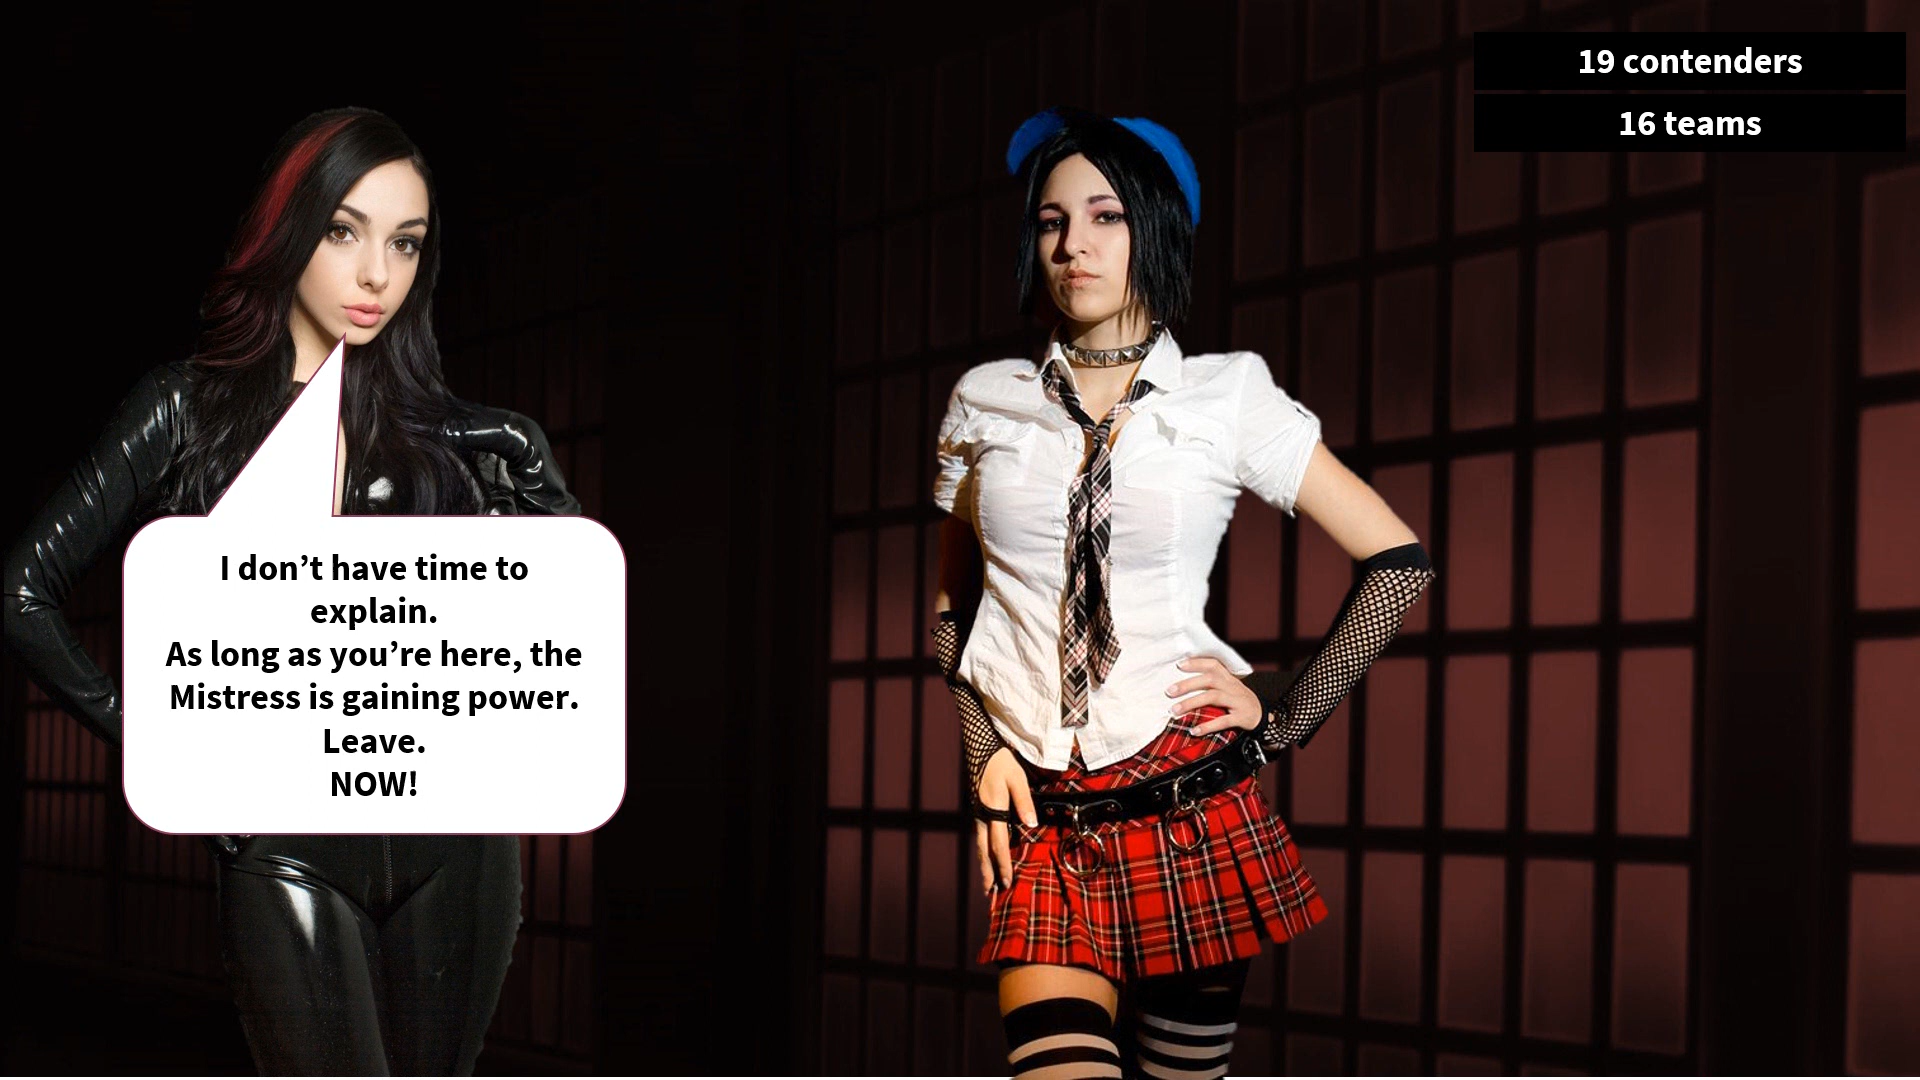 19 contenders
16 teams
I don’t have time to
explain.
As long as you’re here, the
Mistress is gaining power.
Leave.
NOW!